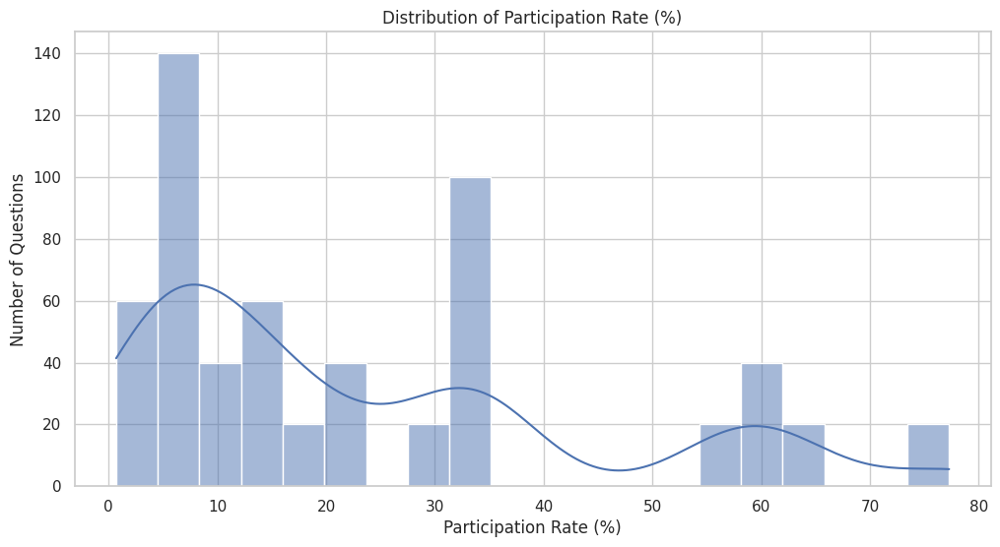 Distribution of Participation Rate (%)
Number of Questions
140
120
100
80
60
40
20
0
0 10 20 30 40 50 60 70 80
Participation Rate (%)